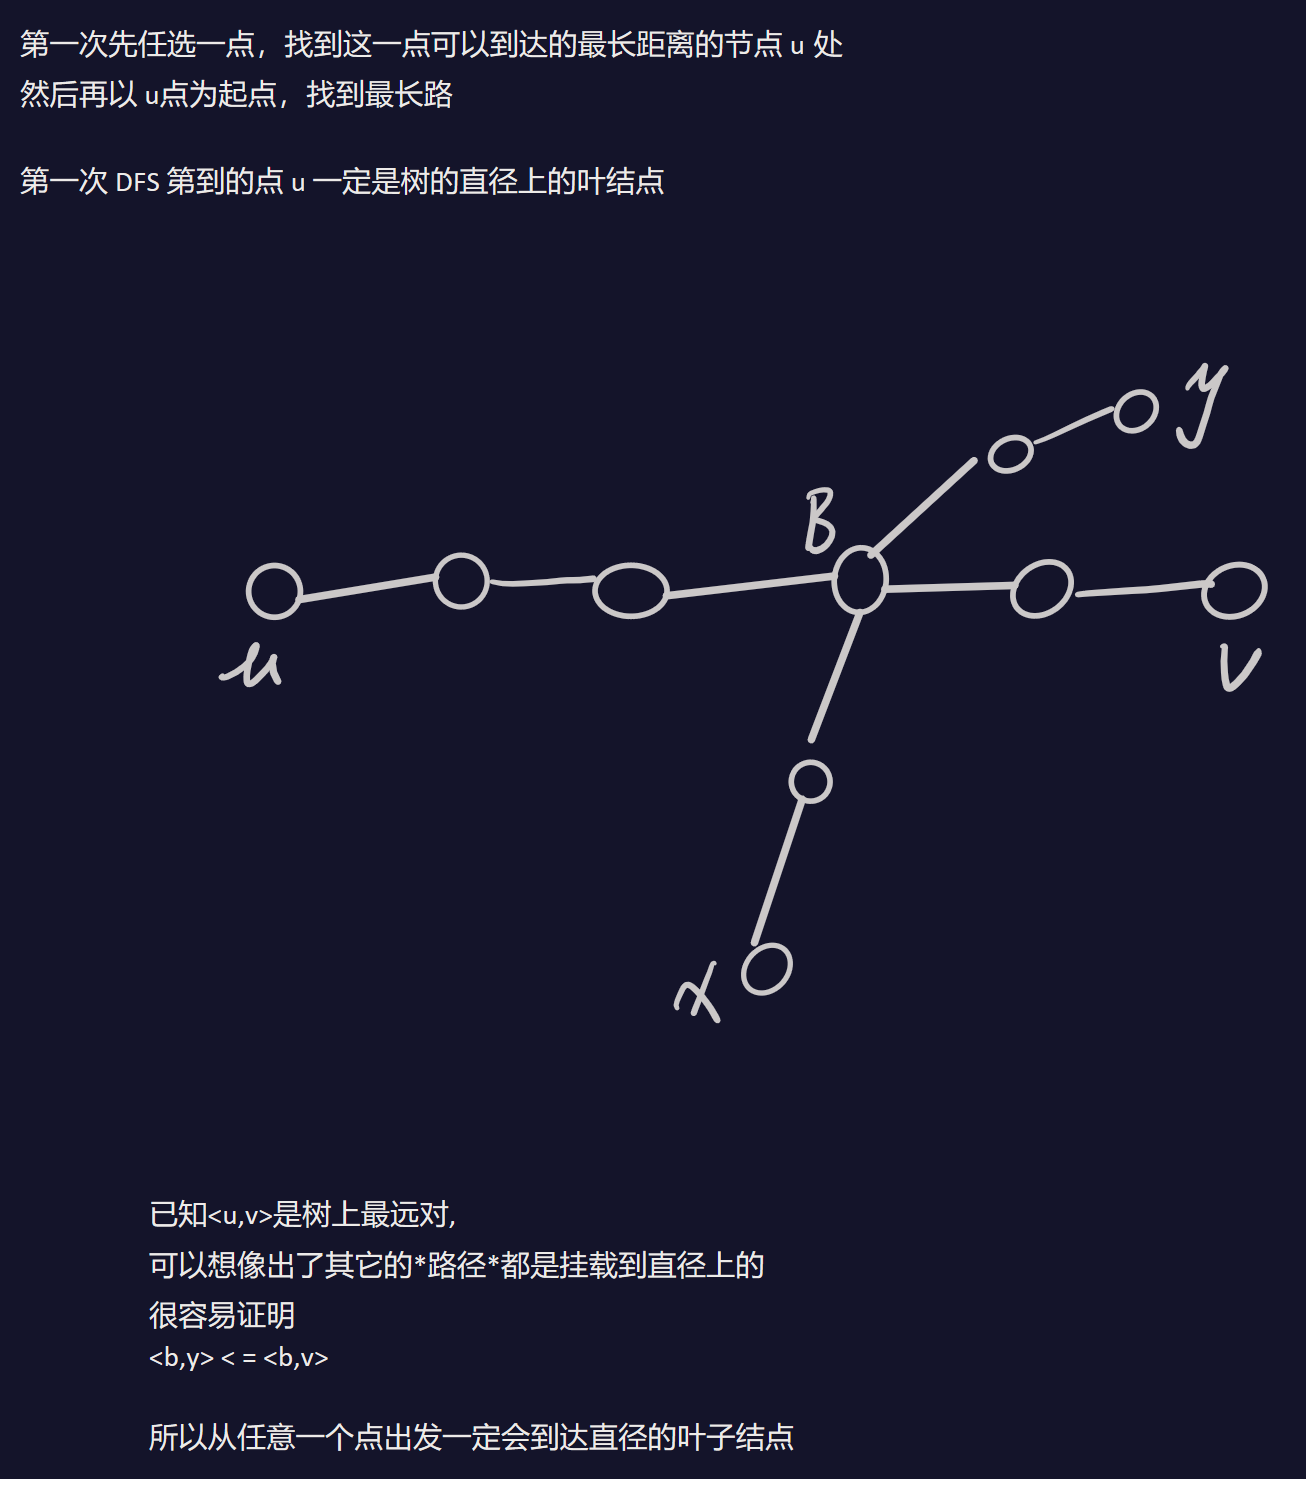 第一次先任选一点，找到这一点可以到达的最长距离的节点 u 处
然后再以 u点为起点，找到最长路
第一次 DFS 第到的点 u 一定是树的直径上的叶结点
y
B
u
v
x
已知<u,v>是树上最远对,
可以想像出了其它的*路径*都是挂载到直径上的
很容易证明
<b,y> < = <b,v>
所以从任意一个点出发一定会到达直径的叶子结点